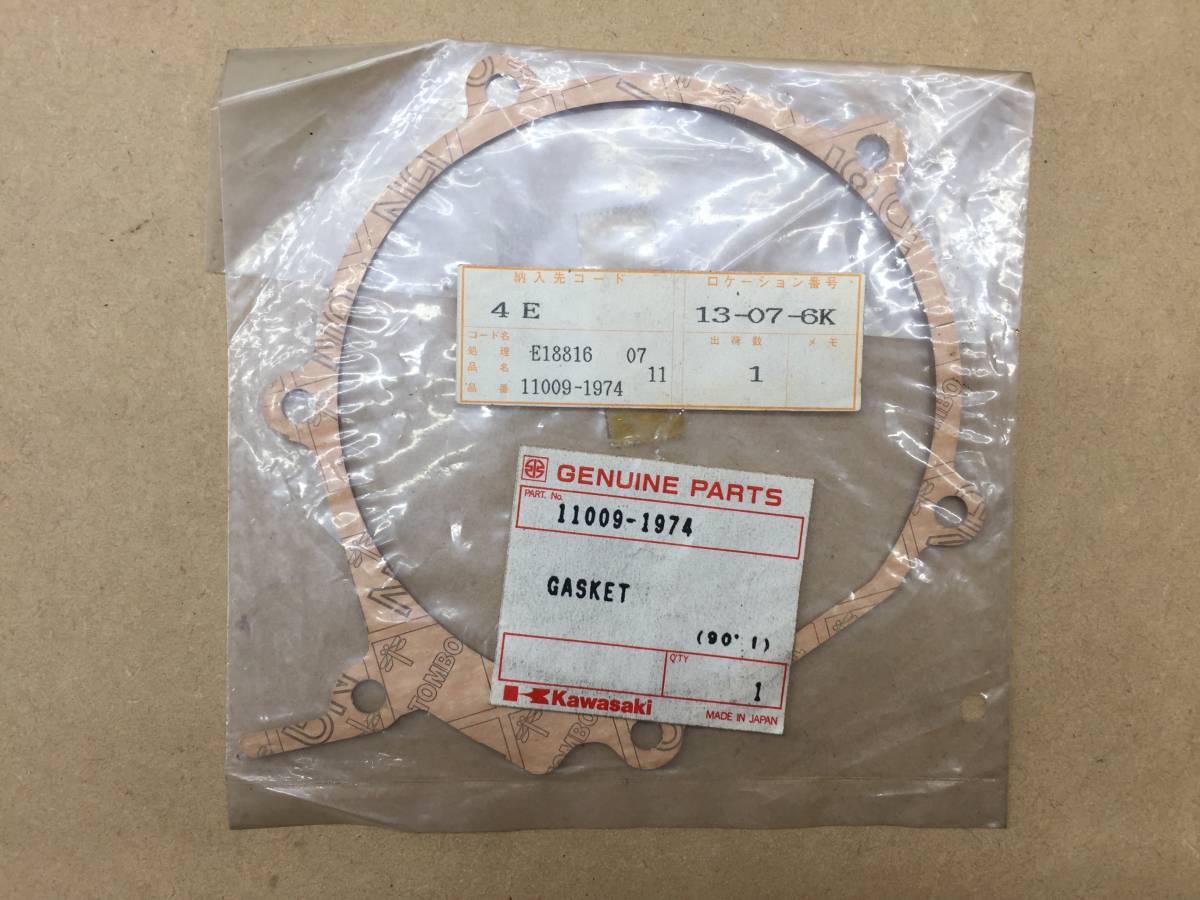 納入先コード ロケーション番号
4E 13-07-6K
コード名 出荷数 メモ
処理 E18816 07
品名 11 1
品番 11009-1974
GENUINE PARTS
PART. No.
11009-1974
GASKET
(90° 1)
Q'TY
1
Kawasaki
MADE IN JAPAN
TOMBO
TOMBO